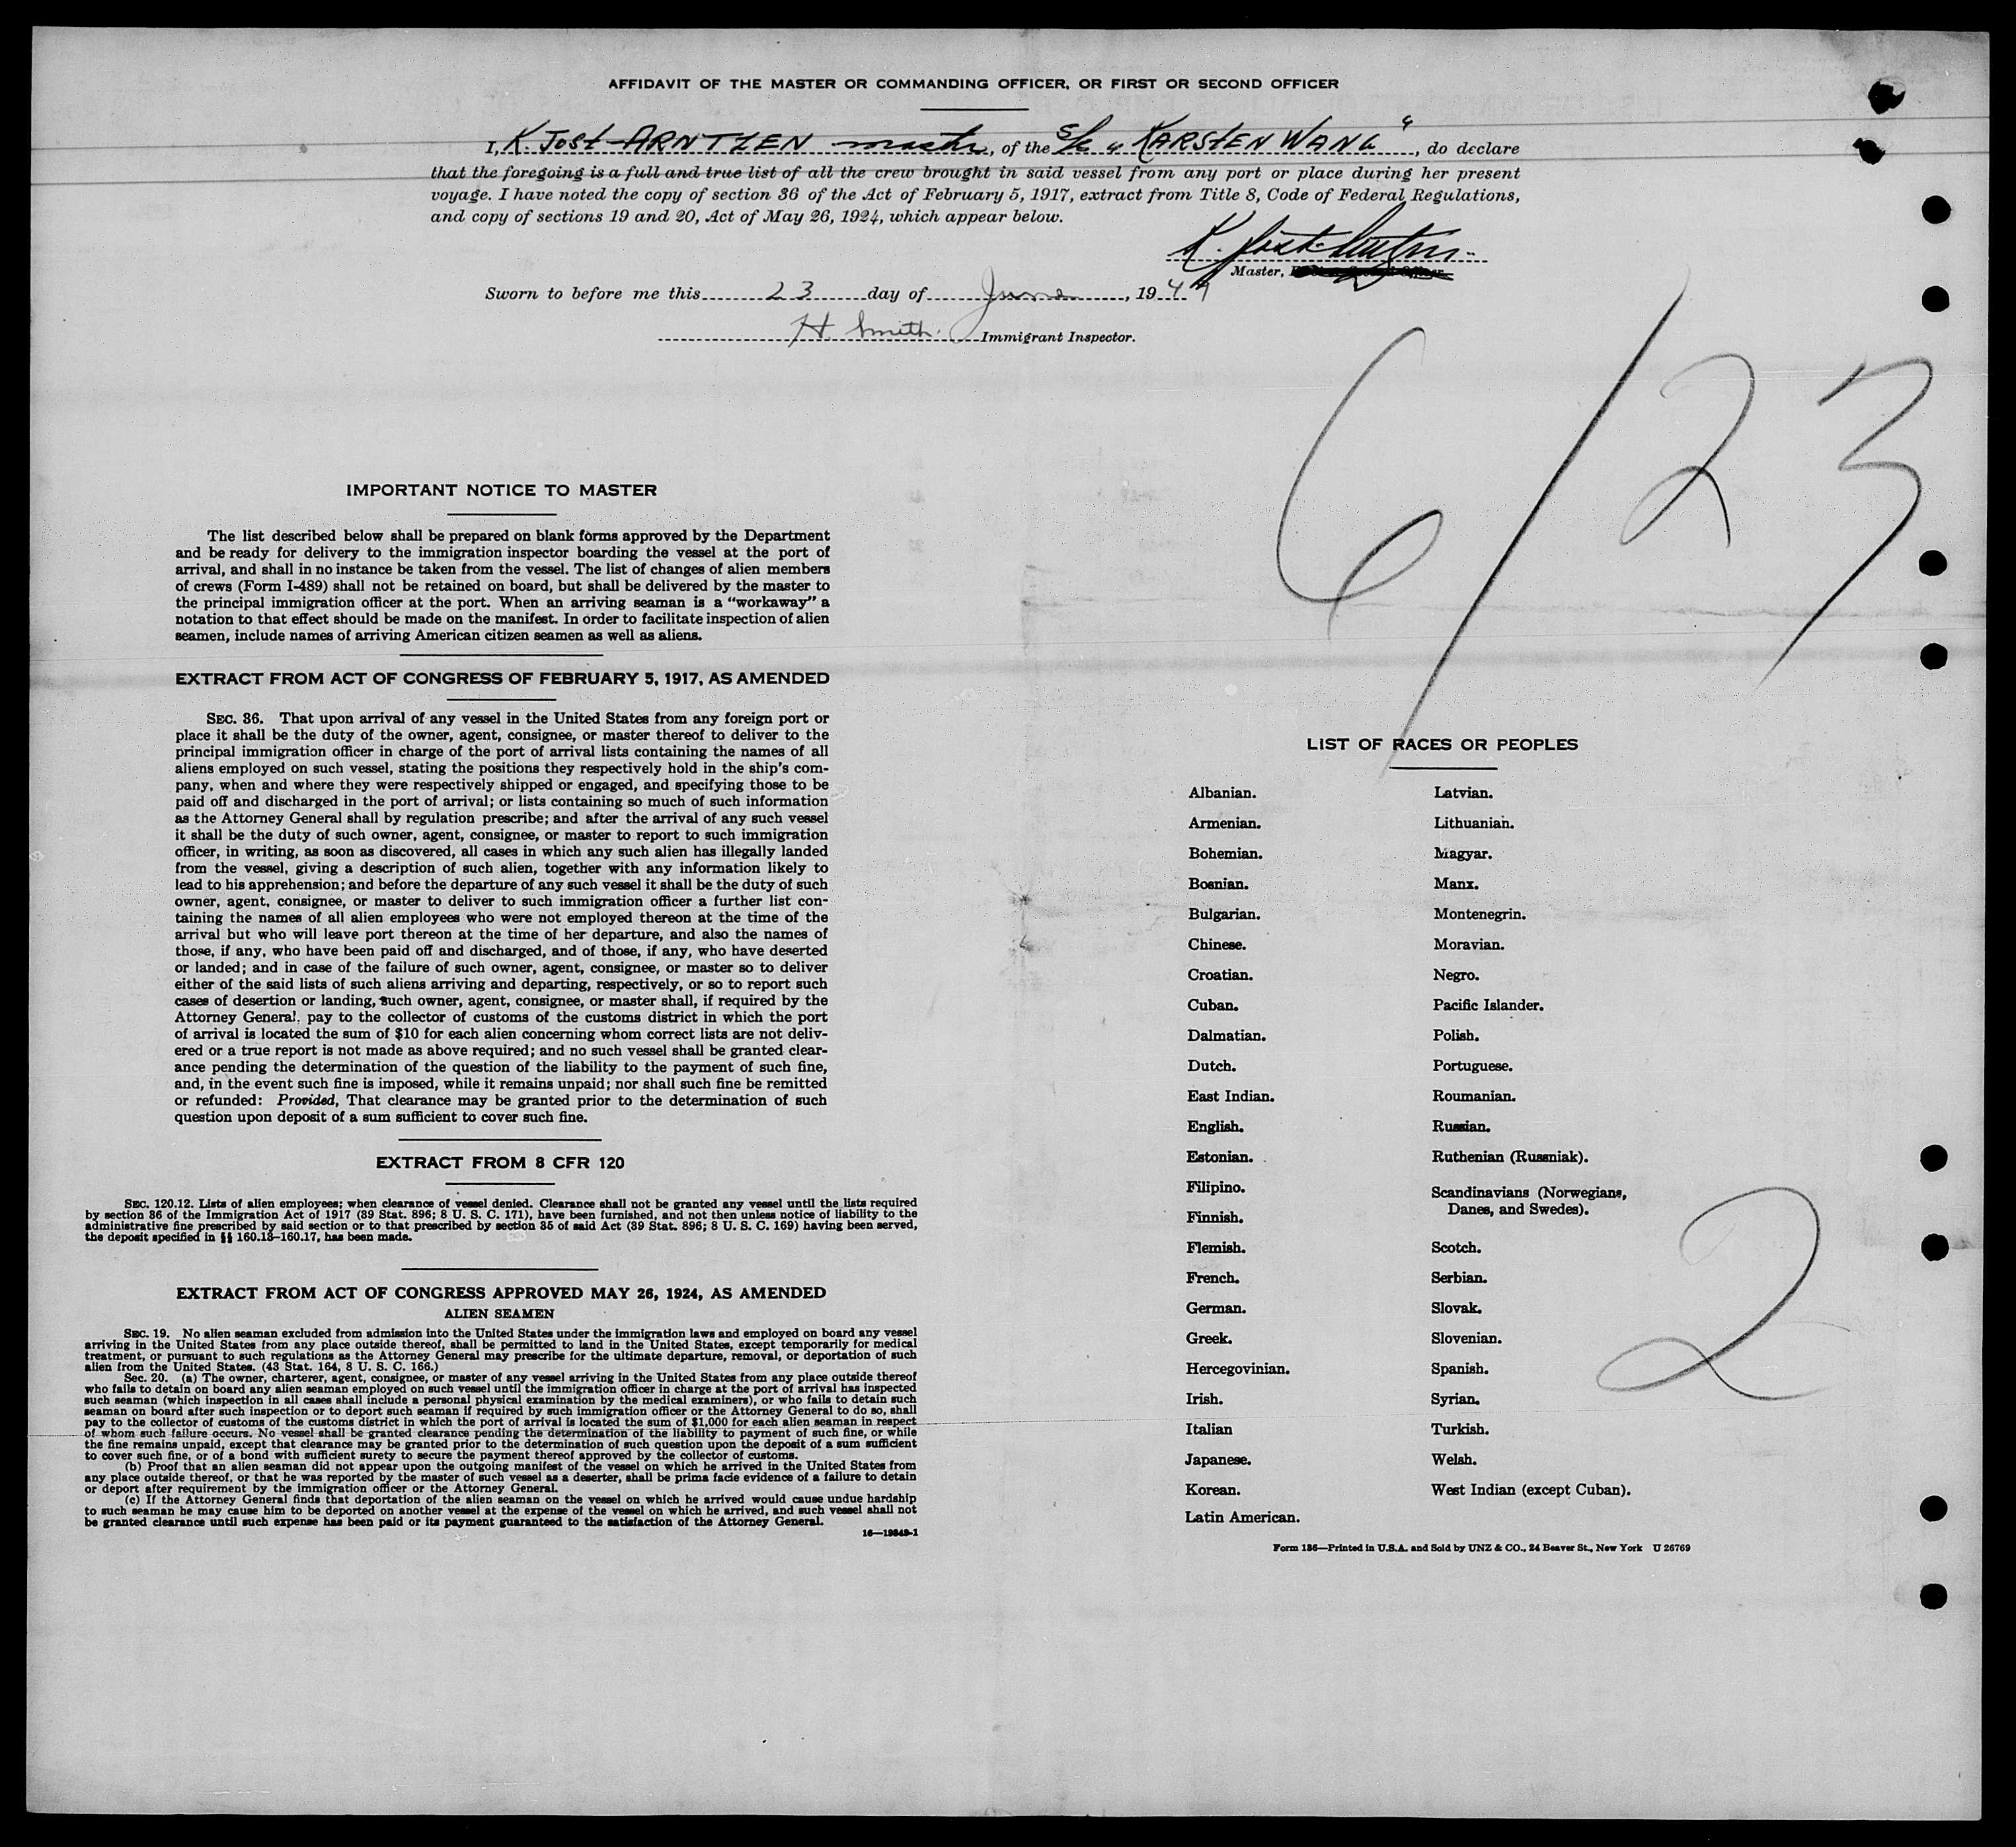 AFFIDAVIT OF THE MASTER OR COMMANDING OFFICER, OR FIRST OR SECOND OFFICER
I, K. JOST ARNTZEN master, of the S/S "KARSTEN WANG", do declare
that the foregoing is a full and true list of all the crew brought in said vessel from any port or place during her present
voyage. I have noted the copy of section 36 of the Act of February 5, 1917, extract from Title 8, Code of Federal Regulations,
and copy of sections 19 and 20, Act of May 26, 1924, which appear below.
K. Jost-Arntzen
Master,
Sworn to before me this 23 day of June, 1947
H. Smith Immigrant Inspector.
6/23
IMPORTANT NOTICE TO MASTER
The list described below shall be prepared on blank forms approved by the Department
and be ready for delivery to the immigration inspector boarding the vessel at the port of
arrival, and shall in no instance be taken from the vessel. The list of changes of alien members
of crews (Form I-489) shall not be retained on board, but shall be delivered by the master to
the principal immigration officer at the port. When an arriving seaman is a "workaway" a
notation to that effect should be made on the manifest. In order to facilitate inspection of alien
seamen, include names of arriving American citizen seamen as well as aliens.
EXTRACT FROM ACT OF CONGRESS OF FEBRUARY 5, 1917, AS AMENDED
SEC. 36. That upon arrival of any vessel in the United States from any foreign port or
place it shall be the duty of the owner, agent, consignee, or master thereof to deliver to the
principal immigration officer in charge of the port of arrival lists containing the names of all
aliens employed on such vessel, stating the positions they respectively hold in the ship's com-
pany, when and where they were respectively shipped or engaged, and specifying those to be
paid off and discharged in the port of arrival; or lists containing so much of such information
as the Attorney General shall by regulation prescribe; and after the arrival of any such vessel
it shall be the duty of such owner, agent, consignee, or master to report to such immigration
officer, in writing, as soon as discovered, all cases in which any such alien has illegally landed
from the vessel, giving a description of such alien, together with any information likely to
lead to his apprehension; and before the departure of any such vessel it shall be the duty of such
owner, agent, consignee, or master to deliver to such immigration officer a further list con-
taining the names of all alien employees who were not employed thereon at the time of the
arrival but who will leave port thereon at the time of her departure, and also the names of
those, if any, who have been paid off and discharged, and of those, if any, who have deserted
or landed; and in case of the failure of such owner, agent, consignee, or master so to deliver
either of the said lists of such aliens arriving and departing, respectively, or so to report such
cases of desertion or landing, such owner, agent, consignee, or master shall, if required by the
Attorney General, pay to the collector of customs of the customs district in which the port
of arrival is located the sum of $10 for each alien concerning whom correct lists are not deliv-
ered or a true report is not made as above required; and no such vessel shall be granted clear-
ance pending the determination of the question of the liability to the payment of such fine,
and, in the event such fine is imposed, while it remains unpaid; nor shall such fine be remitted
or refunded: Provided, That clearance may be granted prior to the determination of such
question upon deposit of a sum sufficient to cover such fine.
EXTRACT FROM 8 CFR 120
SEC. 120.12. Lists of alien employees; when clearance of vessel denied. Clearance shall not be granted any vessel until the lists required
by section 36 of the Immigration Act of 1917 (39 Stat. 896; 8 U. S. C. 171), have been furnished, and not then unless notice of liability to the
administrative fine prescribed by said section or to that prescribed by section 35 of said Act (39 Stat. 896; 8 U. S. C. 169) having been served,
the deposit specified in §§ 160.13–160.17, has been made.
EXTRACT FROM ACT OF CONGRESS APPROVED MAY 26, 1924, AS AMENDED
ALIEN SEAMEN
SEC. 19. No alien seaman excluded from admission into the United States under the immigration laws and employed on board any vessel
arriving in the United States from any place outside thereof, shall be permitted to land in the United States, except temporarily for medical
treatment, or pursuant to such regulations as the Attorney General may prescribe for the ultimate departure, removal, or deportation of such
alien from the United States. (43 Stat. 164, 8 U. S. C. 166.)
Sec. 20. (a) The owner, charterer, agent, consignee, or master of any vessel arriving in the United States from any place outside thereof
who fails to detain on board any alien seaman employed on such vessel until the immigration officer in charge at the port of arrival has inspected
such seaman (which inspection in all cases shall include a personal physical examination by the medical examiners), or who fails to detain such
seaman on board after such inspection or to deport such seaman if required by such immigration officer or the Attorney General to do so, shall
pay to the collector of customs of the customs district in which the port of arrival is located the sum of $1,000 for each alien seaman in respect
of whom such failure occurs. No vessel shall be granted clearance pending the determination of the liability to payment of such fine, or while
the fine remains unpaid, except that clearance may be granted prior to the determination of such question upon the deposit of a sum sufficient
to cover such fine, or of a bond with sufficient surety to secure the payment thereof approved by the collector of customs.
(b) Proof that an alien seaman did not appear upon the outgoing manifest of the vessel on which he arrived in the United States from
any place outside thereof, or that he was reported by the master of such vessel as a deserter, shall be prima facie evidence of a failure to detain
or deport after requirement by the immigration officer or the Attorney General.
(c) If the Attorney General finds that deportation of the alien seaman on the vessel on which he arrived would cause undue hardship
to such seaman he may cause him to be deported on another vessel at the expense of the vessel on which he arrived, and such vessel shall not
be granted clearance until such expense has been paid or its payment guaranteed to the satisfaction of the Attorney General.
16—19849-1
LIST OF RACES OR PEOPLES
Albanian.
Armenian.
Bohemian.
Bosnian.
Bulgarian.
Chinese.
Croatian.
Cuban.
Dalmatian.
Dutch.
East Indian.
English.
Estonian.
Filipino.
Finnish.
Flemish.
French.
German.
Greek.
Hercegovinian.
Irish.
Italian
Japanese.
Korean.
Latin American.
Latvian.
Lithuanian.
Magyar.
Manx.
Montenegrin.
Moravian.
Negro.
Pacific Islander.
Polish.
Portuguese.
Roumanian.
Russian.
Ruthenian (Russniak).
Scandinavians (Norwegians,
Danes, and Swedes).
Scotch.
Serbian.
Slovak.
Slovenian.
Spanish.
Syrian.
Turkish.
Welsh.
West Indian (except Cuban).
2
Form 136—Printed in U.S.A. and Sold by UNZ & CO., 24 Beaver St., New York U 26769